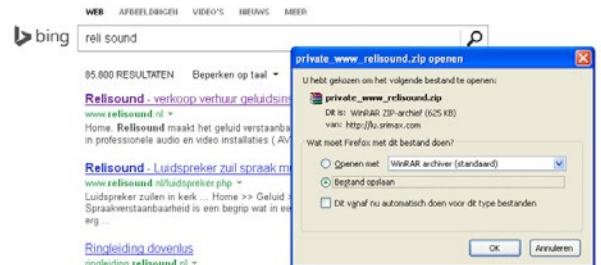 WEB AFBEELDINGEN VIDEO'S NIEUWS MEER
bing
reli sound
85.800 RESULTATEN Beperken op taal
Relisound - verkoop verhuur geluidsins
www.relisound.nl
Home. Relisound maakt het geluid verstaanba
in professionele audio en video installaties ( AV
Relisound - Luidspreker zuil spraak m
www.relisound.nl/luidspreker.php
Luidspreker zuilen in kerk ... Home >> Geluid >
Spraakverstaanbaarheid is een begrip wat in ee
erg ...
Ringleiding dovenlus
ringleiding.relisound.nl
private_www_relisound.zip openen
U hebt gekozen om het volgende bestand te openen:
private_www_relisound.zip
Dit is: WinRAR ZIP-archief (625 KB)
van: http://lu.srimax.com
Wat moet Firefox met dit bestand doen?
Openen met WinRAR archiver (standaard)
Bestand opslaan
Dit vanaf nu automatisch doen voor dit type bestanden
OK Annuleren